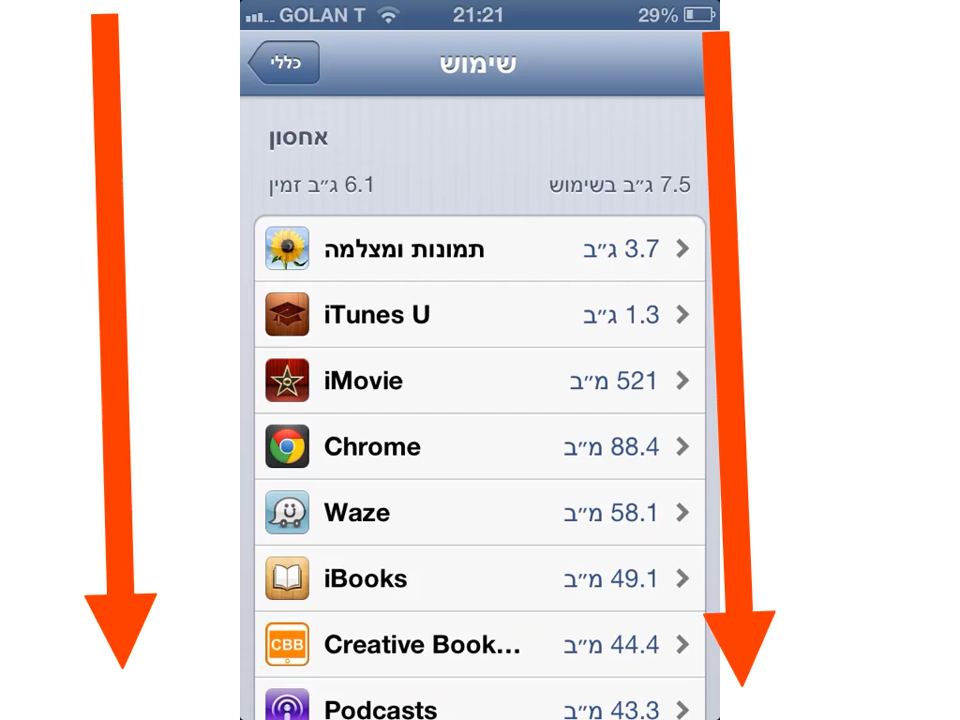 GOLAN T 21:21 29%
כללי שימוש
אחסון
6.1 ג״ב זמין 7.5 ג״ב בשימוש
תמונות ומצלמה 3.7 ג״ב
iTunes U 1.3 ג״ב
iMovie 521 מ״ב
Chrome 88.4 מ״ב
Waze 58.1 מ״ב
iBooks 49.1 מ״ב
CBB Creative Book... 44.4 מ״ב
Podcasts 43.3 מ״ב